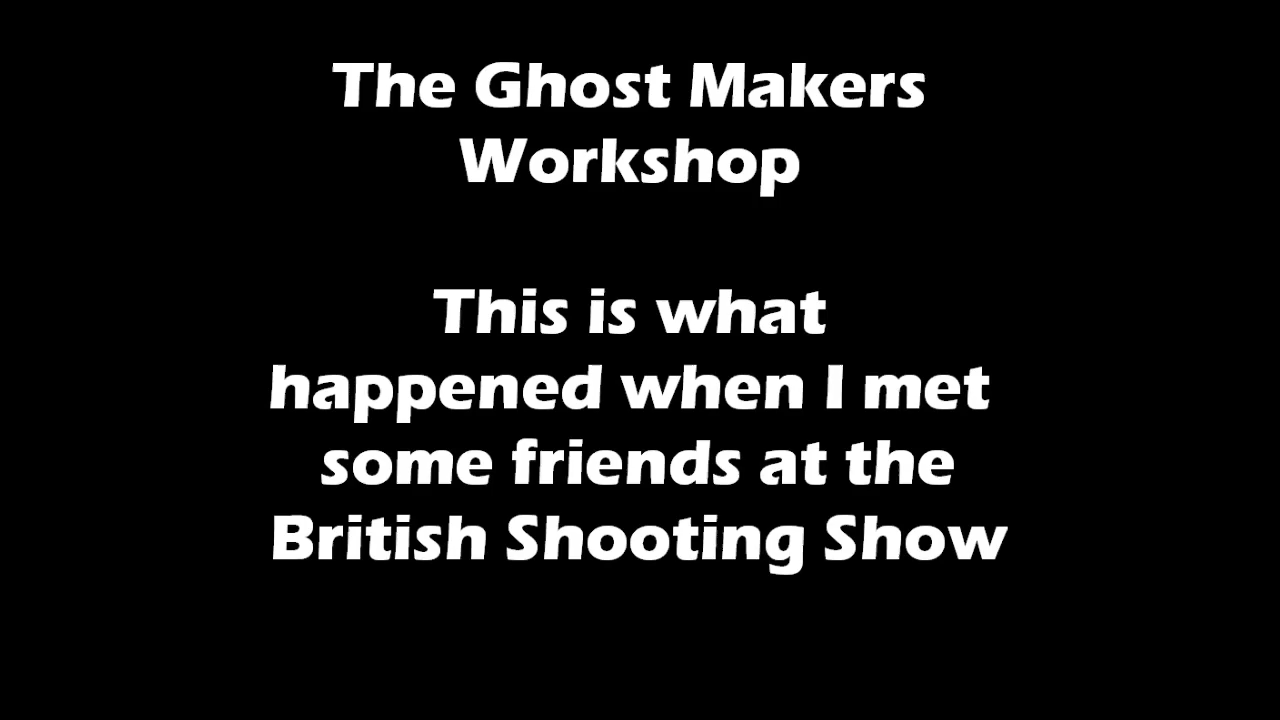 The Ghost Makers
Workshop
This is what
happened when I met
some friends at the
British Shooting Show